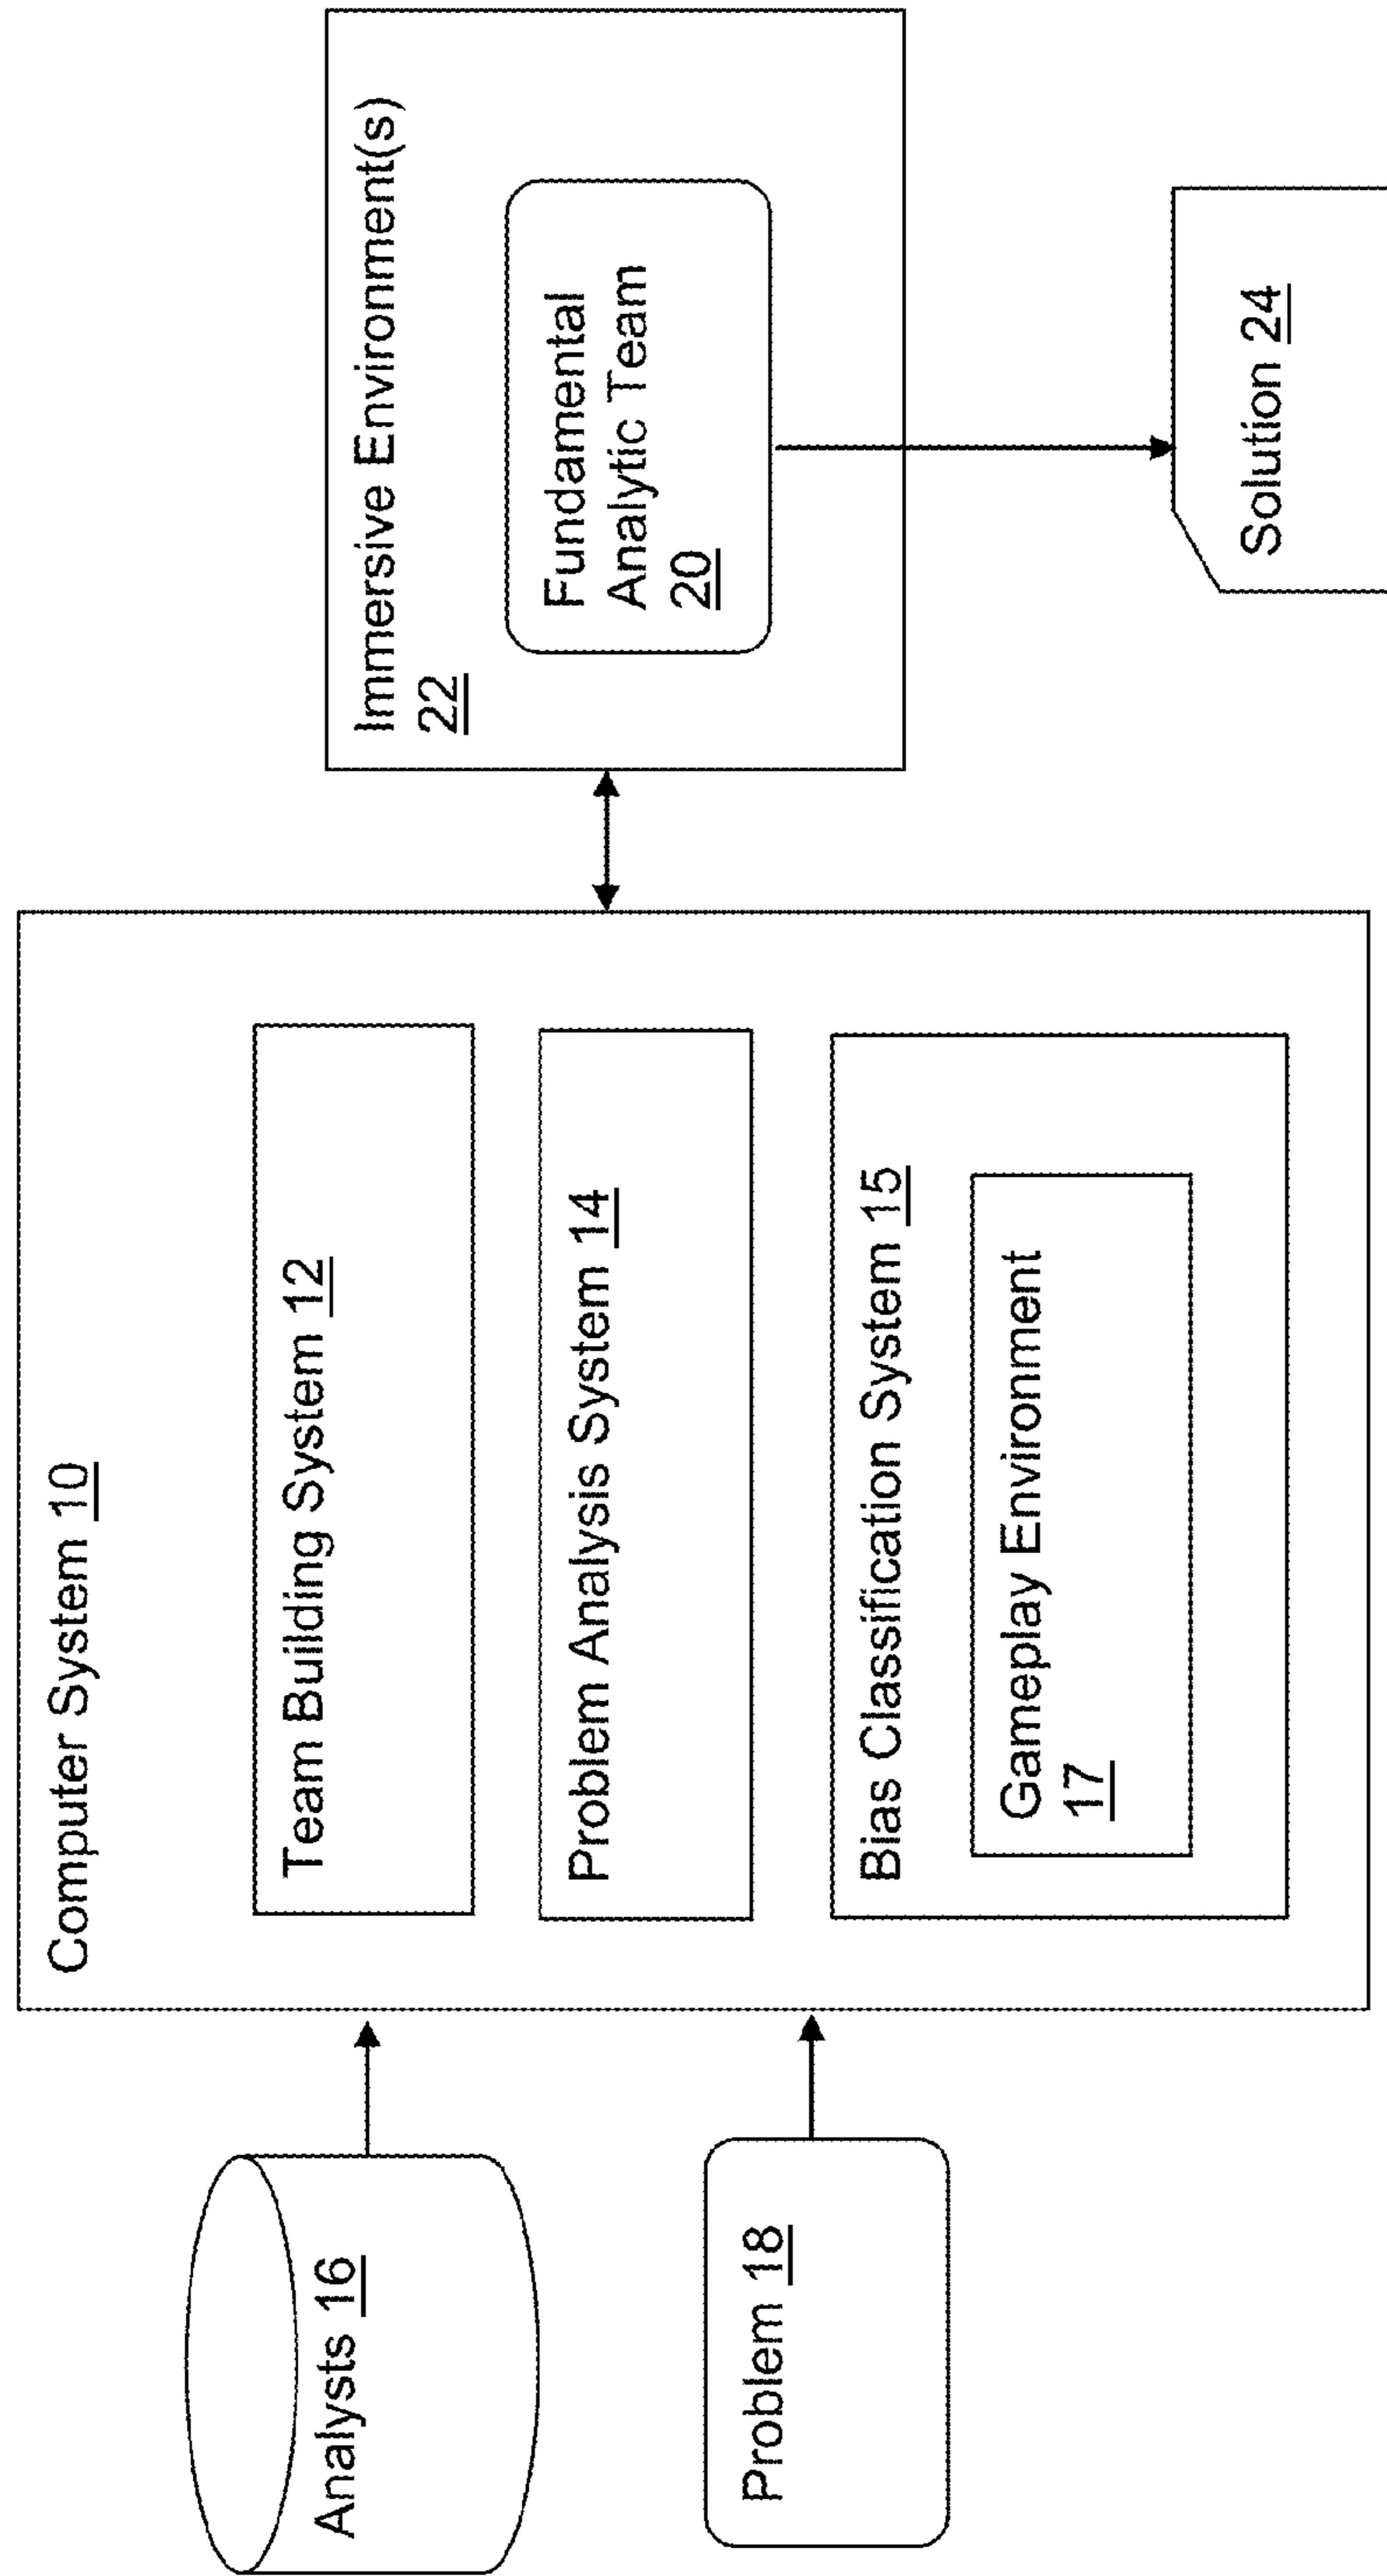 Analysts 16
Problem 18
Computer System 10
Team Building System 12
Problem Analysis System 14
Bias Classification System 15
Gameplay Environment
17
Immersive Environment(s)
22
Fundamental
Analytic Team
20
Solution 24